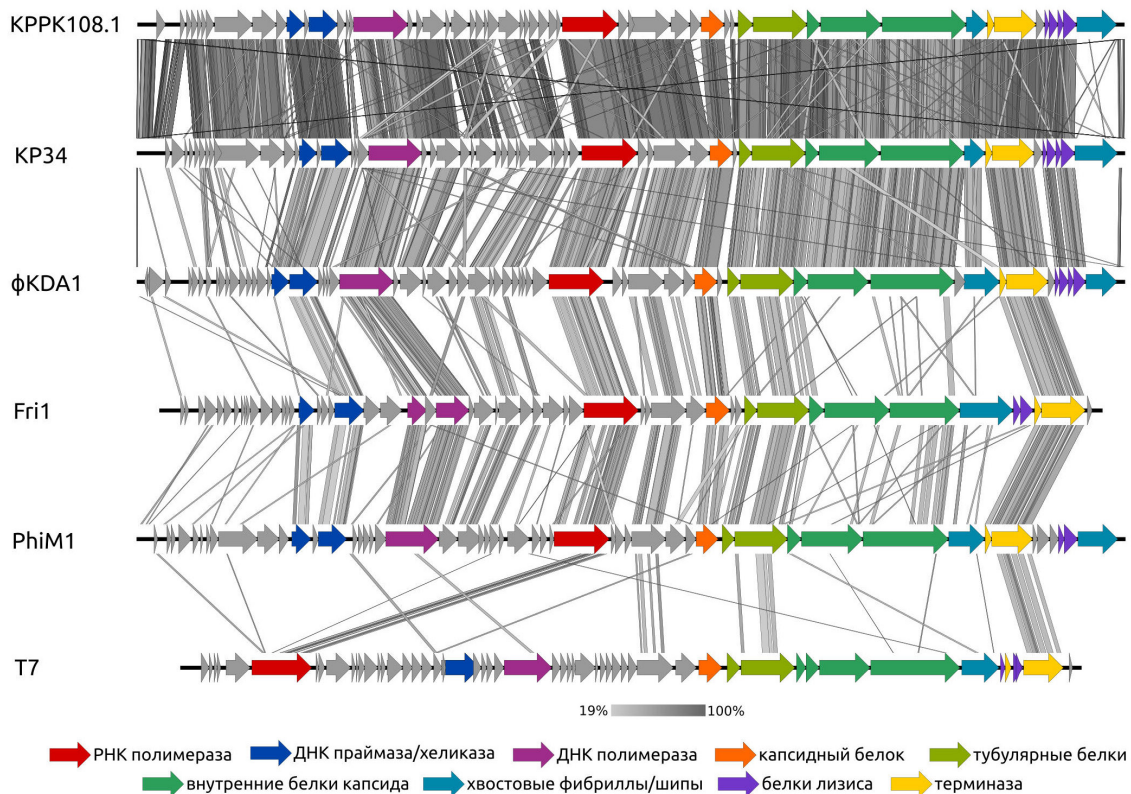 KPPK108.1
KP34
ϕKDA1
Fri1
PhiM1
T7
19% 100%
РНК полимераза ДНК праймаза/хеликаза ДНК полимераза капсидный белок тубулярные белки
внутренние белки капсида хвостовые фибриллы/шипы белки лизиса терминаза